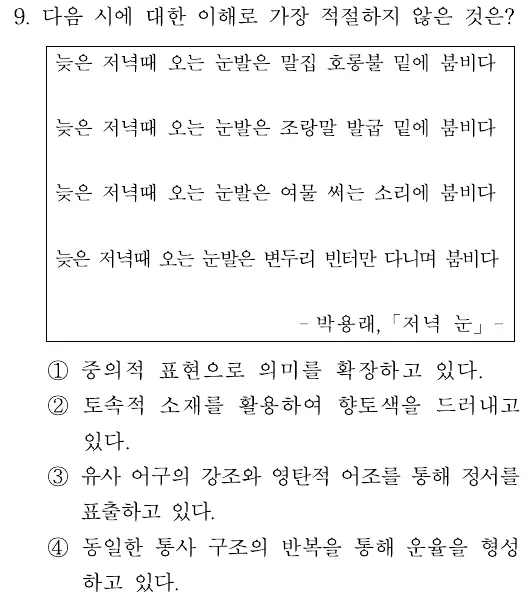 9. 다음 시에 대한 이해로 가장 적절하지 않은 것은?
늦은 저녁때 오는 눈발은 말집 호롱불 밑에 붐비다
늦은 저녁때 오는 눈발은 조랑말 발굽 밑에 붐비다
늦은 저녁때 오는 눈발은 여물 써는 소리에 붐비다
늦은 저녁때 오는 눈발은 변두리 빈터만 다니며 붐비다
- 박용래, 「저녁 눈」-
① 중의적 표현으로 의미를 확장하고 있다.
② 토속적 소재를 활용하여 향토색을 드러내고
있다.
③ 유사 어구의 강조와 영탄적 어조를 통해 정서를
표출하고 있다.
④ 동일한 통사 구조의 반복을 통해 운율을 형성
하고 있다.